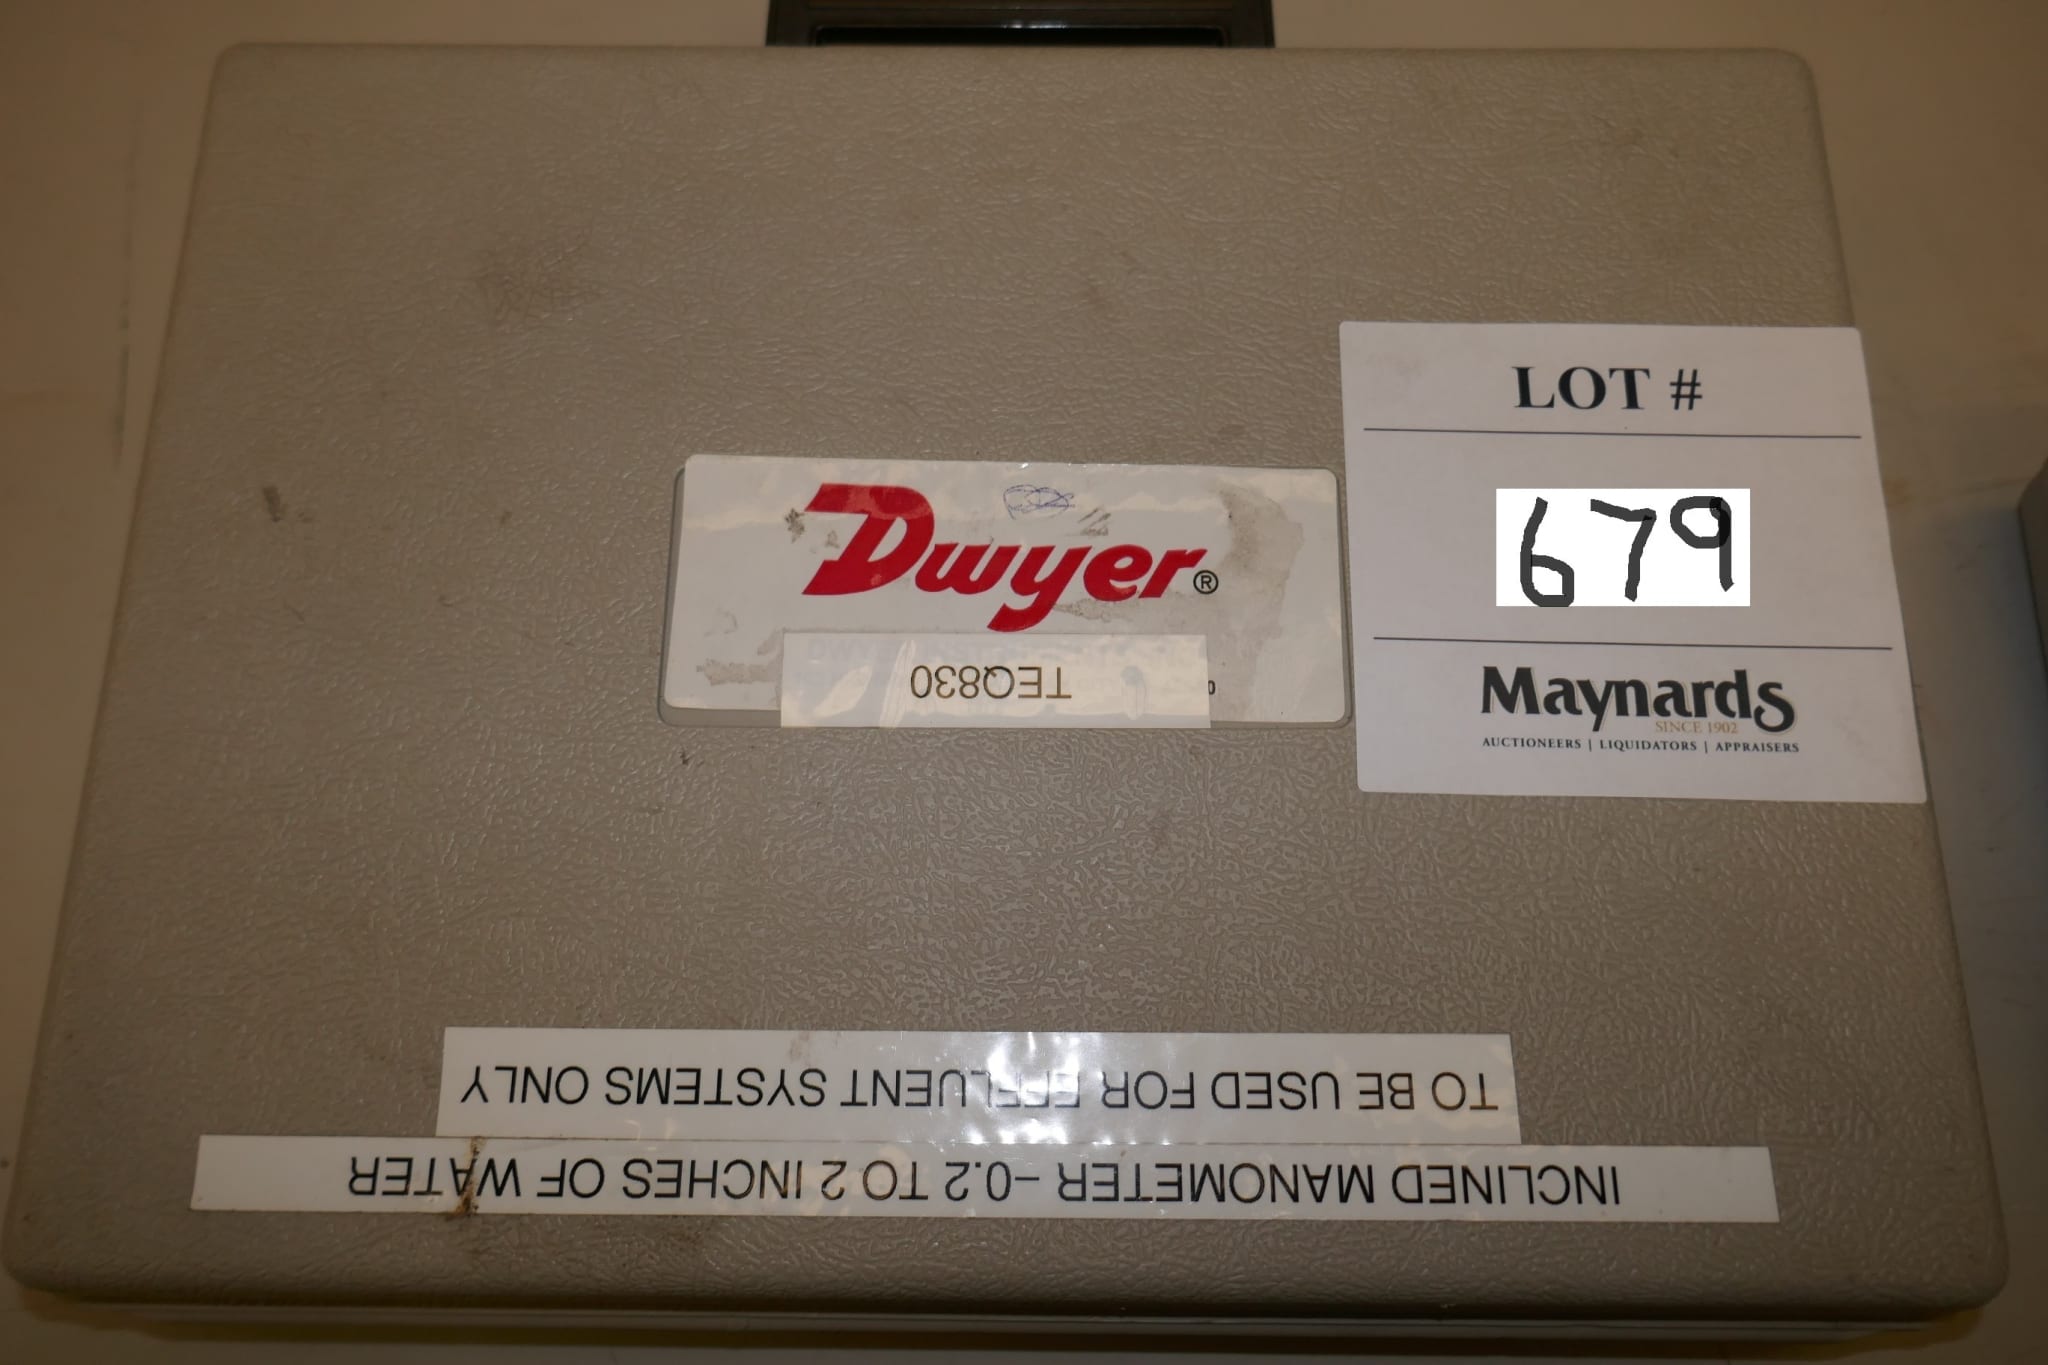 LOT #
679
Maynards
SINCE 1902
AUCTIONEERS | LIQUIDATORS | APPRAISERS
Dwyer®
TEQ830
INCLINED MANOMETER -0.2 TO 2 INCHES OF WATER
TO BE USED FOR EFFLUENT SYSTEMS ONLY